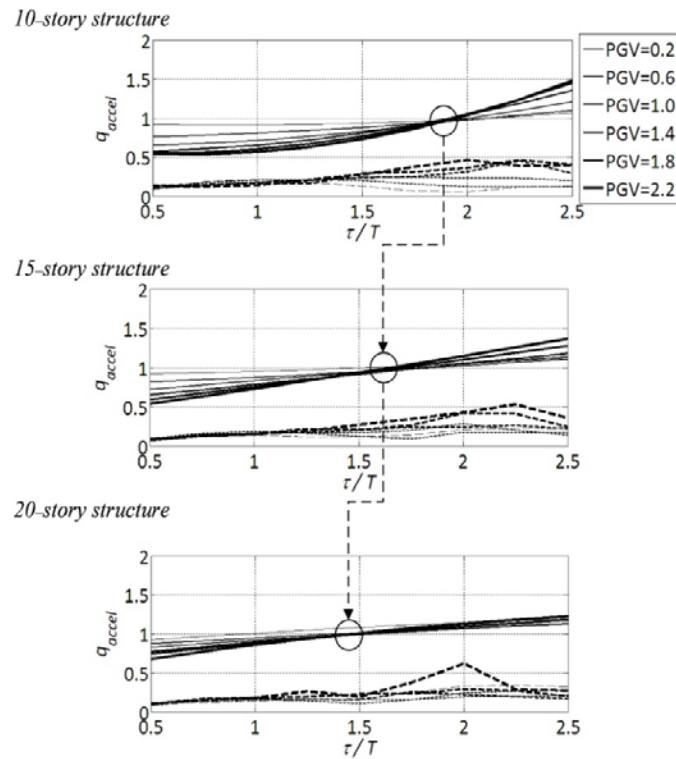 10-story structure
2
1.5
1
0.5
0
q accel
0.5 1 1.5 2 2.5
τ/T
PGV=0.2
PGV=0.6
PGV=1.0
PGV=1.4
PGV=1.8
PGV=2.2
15-story structure
2
1.5
1
0.5
0
q accel
0.5 1 1.5 2 2.5
τ/T
20-story structure
2
1.5
1
0.5
0
q accel
0.5 1 1.5 2 2.5
τ/T